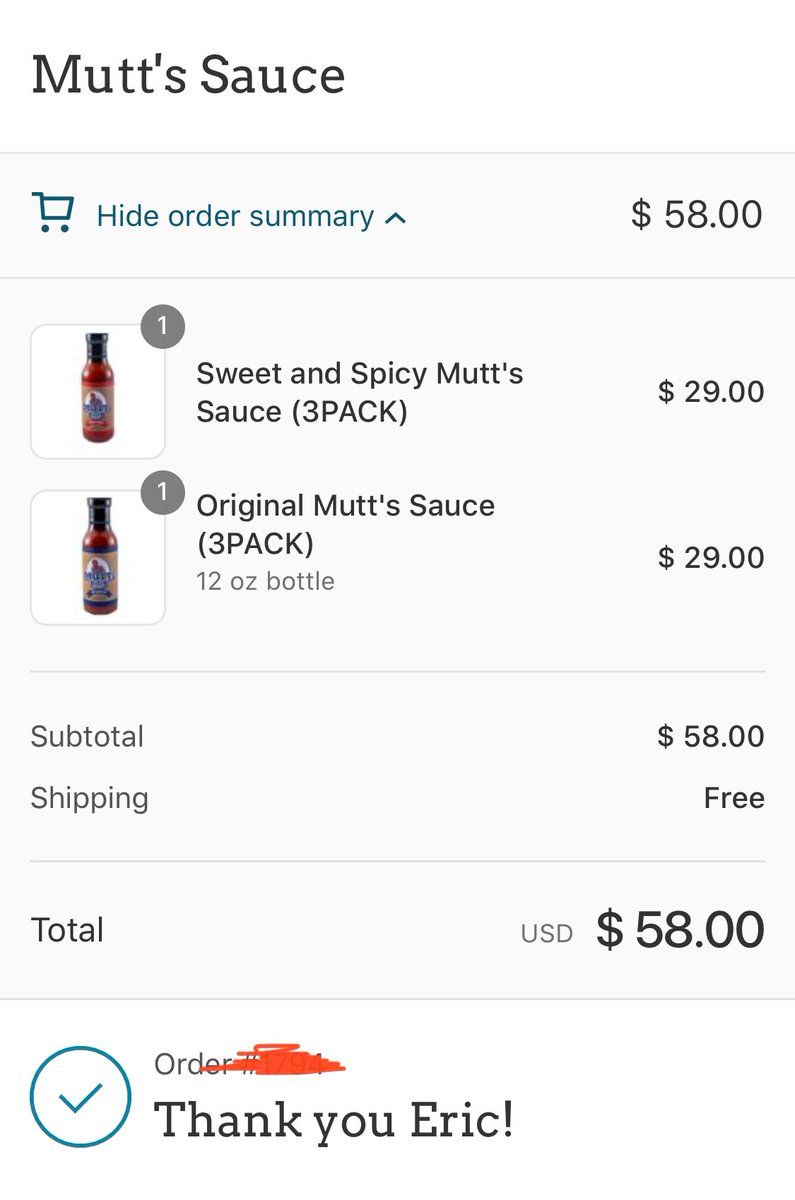 Mutt's Sauce
Hide order summary
$ 58.00
1
Sweet and Spicy Mutt's
Sauce (3PACK)
$ 29.00
1
Original Mutt's Sauce
(3PACK)
12 oz bottle
$ 29.00
Subtotal
$ 58.00
Shipping
Free
Total
USD $ 58.00
Order
Thank you Eric!